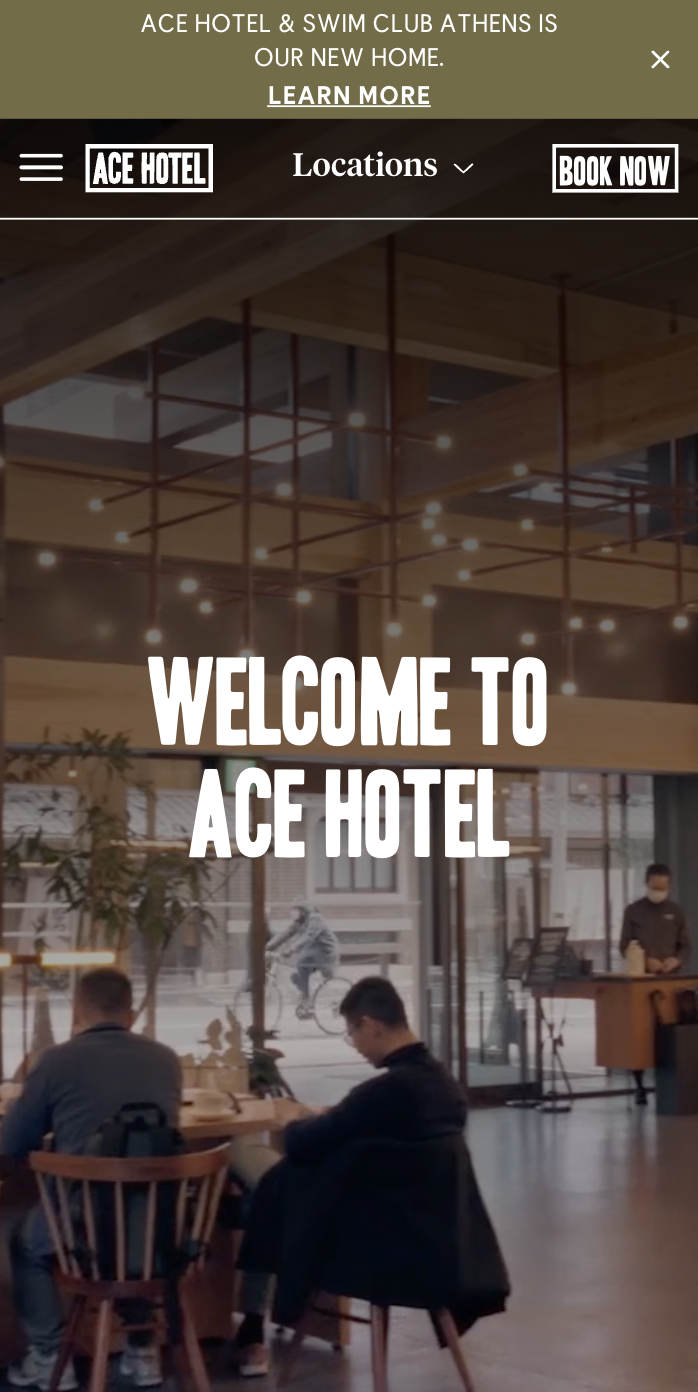 ACE HOTEL & SWIM CLUB ATHENS IS
OUR NEW HOME.
LEARN MORE
ACE HOTEL
Locations
BOOK NOW
WELCOME TO
ACE HOTEL